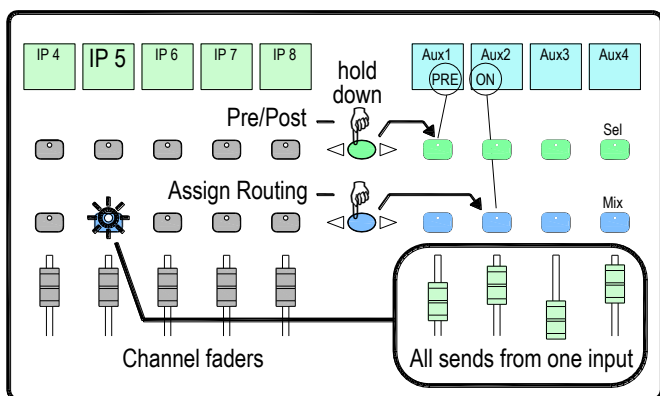 IP 4 IP 5 IP 6 IP 7 IP 8
Aux1 Aux2 Aux3 Aux4
PRE ON
hold
down
Pre/Post
Sel
Assign Routing
Mix
Channel faders
All sends from one input